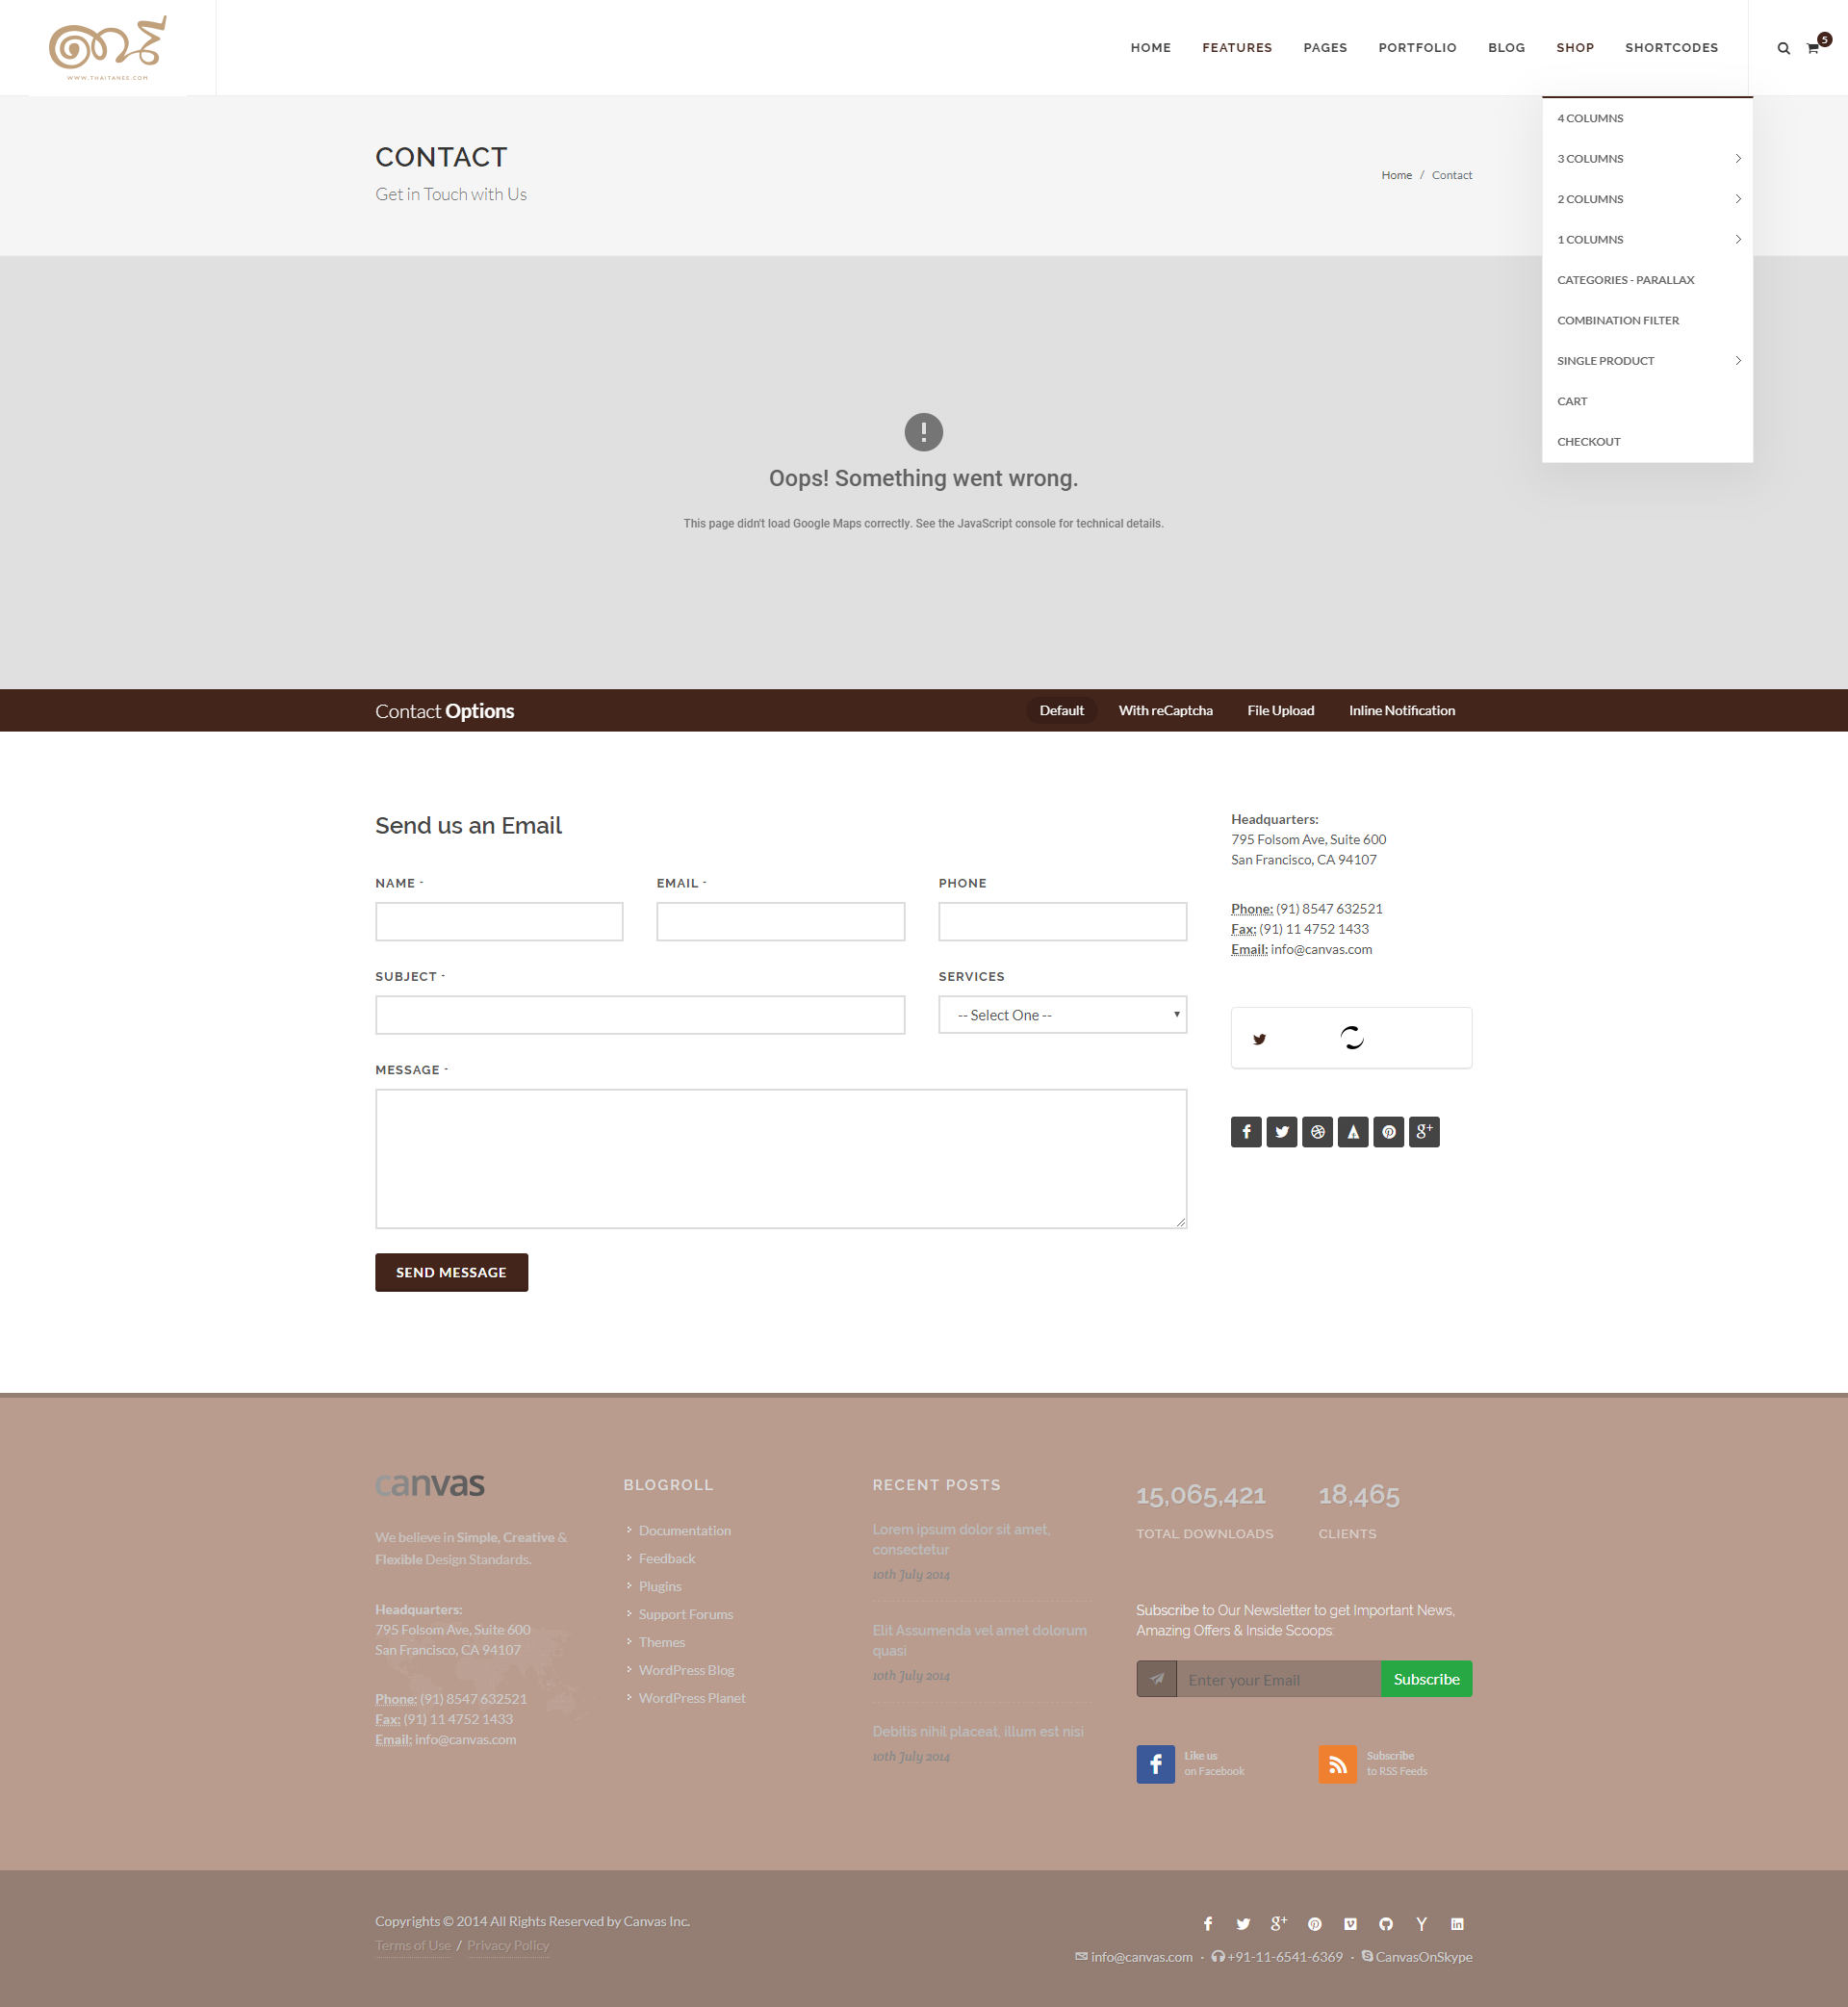 WWW.THAITANEE.COM
HOME FEATURES PAGES PORTFOLIO BLOG SHOP SHORTCODES
5
4 COLUMNS
3 COLUMNS
2 COLUMNS
1 COLUMNS
CATEGORIES - PARALLAX
COMBINATION FILTER
SINGLE PRODUCT
CART
CHECKOUT
CONTACT
Get in Touch with Us
Home / Contact
Oops! Something went wrong.
This page didn't load Google Maps correctly. See the JavaScript console for technical details.
Contact Options
Default With reCaptcha File Upload Inline Notification
Send us an Email
NAME *
EMAIL *
PHONE
SUBJECT *
SERVICES
-- Select One --
MESSAGE *
SEND MESSAGE
Headquarters:
795 Folsom Ave, Suite 600
San Francisco, CA 94107
Phone: (91) 8547 632521
Fax: (91) 11 4752 1433
Email: info@canvas.com
canvas
We believe in Simple, Creative &
Flexible Design Standards.
Headquarters:
795 Folsom Ave, Suite 600
San Francisco, CA 94107
Phone: (91) 8547 632521
Fax: (91) 11 4752 1433
Email: info@canvas.com
BLOGROLL
Documentation
Feedback
Plugins
Support Forums
Themes
WordPress Blog
WordPress Planet
RECENT POSTS
Lorem ipsum dolor sit amet,
consectetur
10th July 2014
Elit Assumenda vel amet dolorum
quasi
10th July 2014
Debitis nihil placeat, illum est nisi
10th July 2014
15,065,421
TOTAL DOWNLOADS
18,465
CLIENTS
Subscribe to Our Newsletter to get Important News,
Amazing Offers & Inside Scoops:
Enter your Email
Subscribe
Like us
on Facebook
Subscribe
to RSS Feeds
Copyrights © 2014 All Rights Reserved by Canvas Inc.
Terms of Use / Privacy Policy
info@canvas.com · +91-11-6541-6369 · CanvasOnSkype